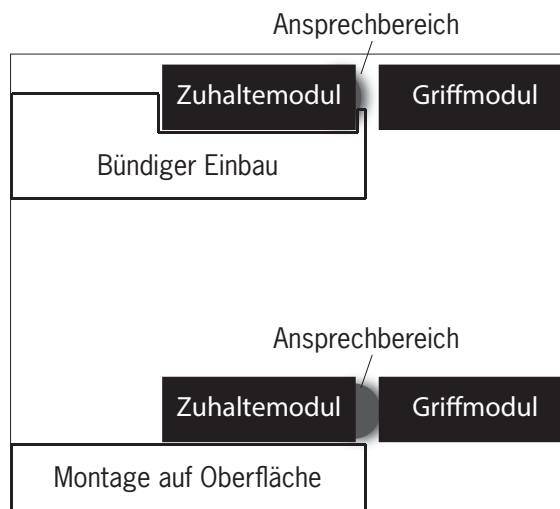 Ansprechbereich
Zuhaltemodul Griffmodul
Bündiger Einbau
Ansprechbereich
Zuhaltemodul Griffmodul
Montage auf Oberfläche